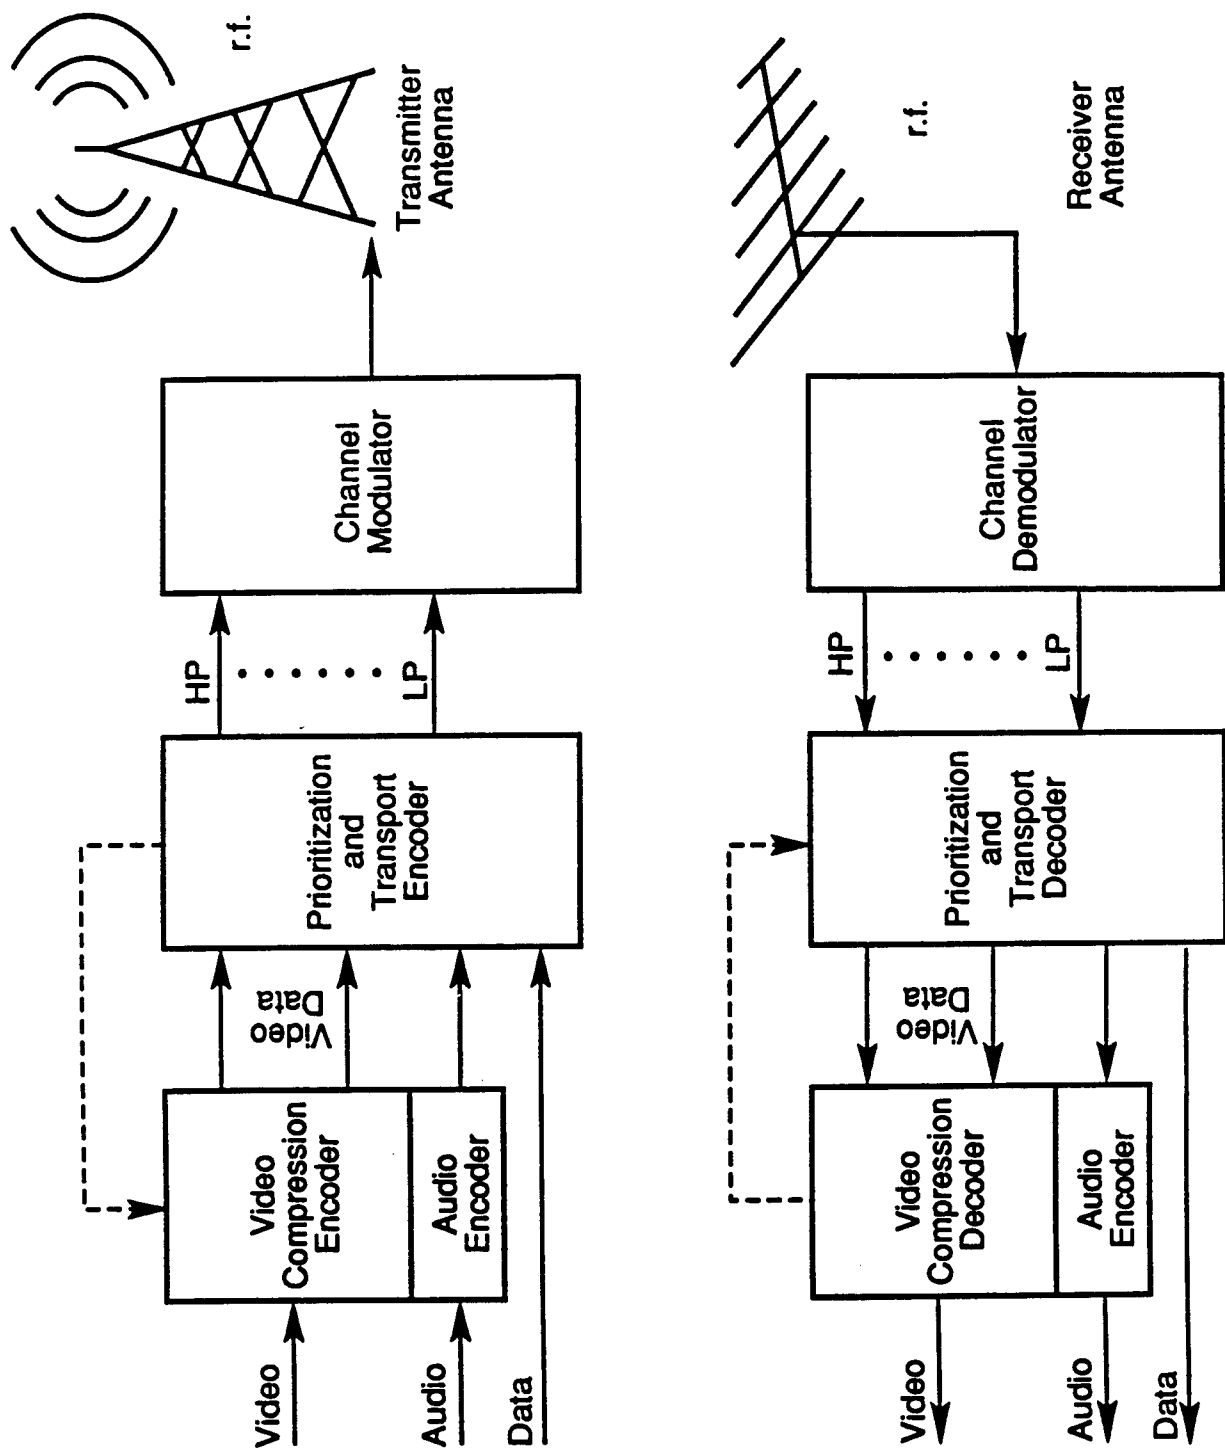 Video
Audio
Data
Video
Compression
Encoder
Audio
Encoder
Video
Data
Prioritization
and
Transport
Encoder
HP
LP
Channel
Modulator
Transmitter
Antenna
r.f.
Video
Audio
Data
Video
Compression
Decoder
Audio
Encoder
Video
Data
Prioritization
and
Transport
Decoder
HP
LP
Channel
Demodulator
Receiver
Antenna
r.f.